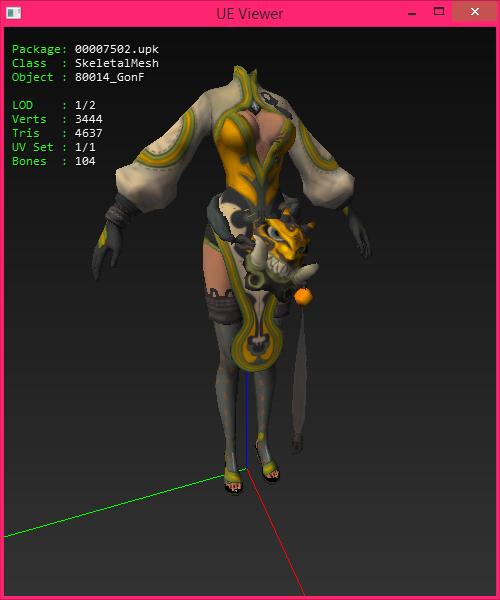 UE Viewer
Package: 00007502.upk
Class : SkeletalMesh
Object : 80014_GonF
LOD : 1/2
Verts : 3444
Tris : 4637
UV Set : 1/1
Bones : 104